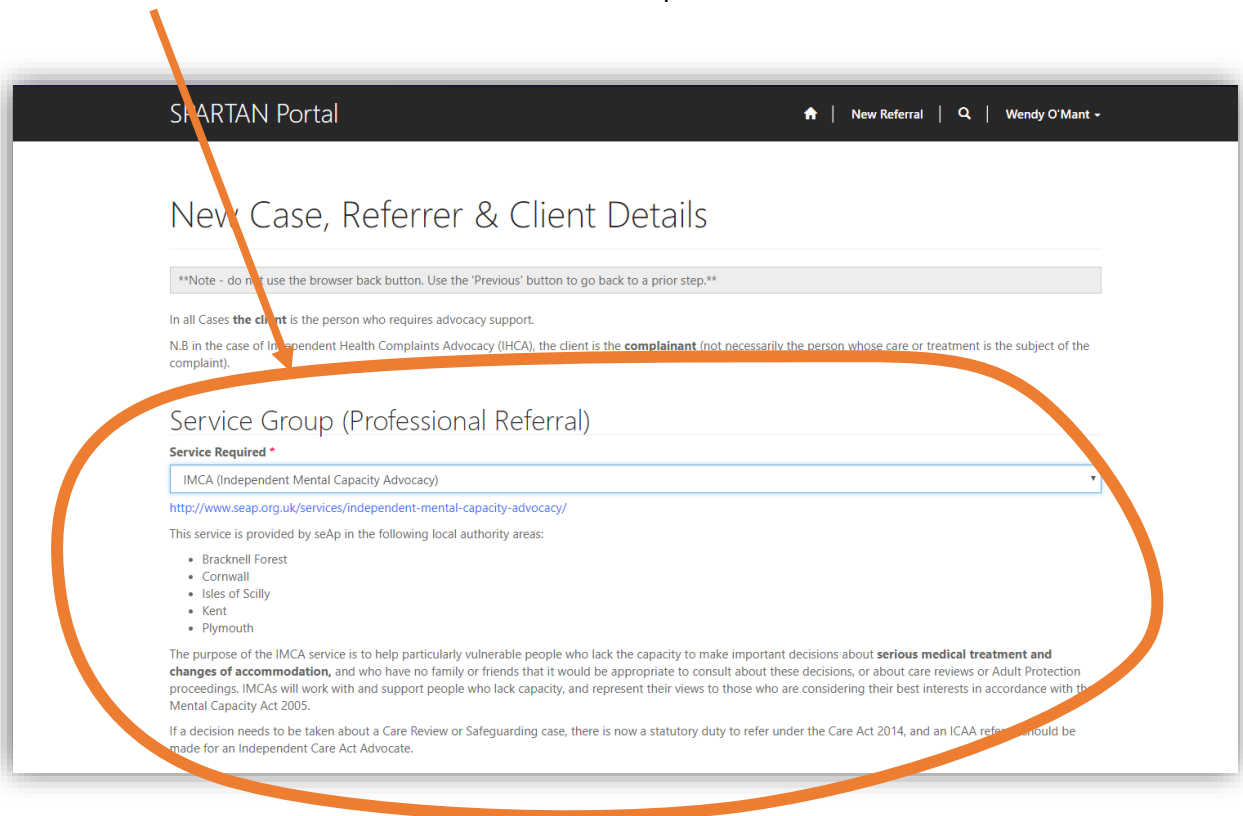 SPARTAN Portal
New Referral
Wendy O'Mant
New Case, Referrer & Client Details
**Note - do not use the browser back button. Use the 'Previous' button to go back to a prior step.**
In all Cases the client is the person who requires advocacy support.
N.B in the case of Independent Health Complaints Advocacy (IHCA), the client is the complainant (not necessarily the person whose care or treatment is the subject of the
complaint).
Service Group (Professional Referral)
Service Required *
IMCA (Independent Mental Capacity Advocacy)
http://www.seap.org.uk/services/independent-mental-capacity-advocacy/
This service is provided by seAp in the following local authority areas:
• Bracknell Forest
• Cornwall
• Isles of Scilly
• Kent
• Plymouth
The purpose of the IMCA service is to help particularly vulnerable people who lack the capacity to make important decisions about serious medical treatment and
changes of accommodation, and who have no family or friends that it would be appropriate to consult about these decisions, or about care reviews or Adult Protection
proceedings. IMCAs will work with and support people who lack capacity, and represent their views to those who are considering their best interests in accordance with the
Mental Capacity Act 2005.
If a decision needs to be taken about a Care Review or Safeguarding case, there is now a statutory duty to refer under the Care Act 2014, and an ICAA referral should be
made for an Independent Care Act Advocate.